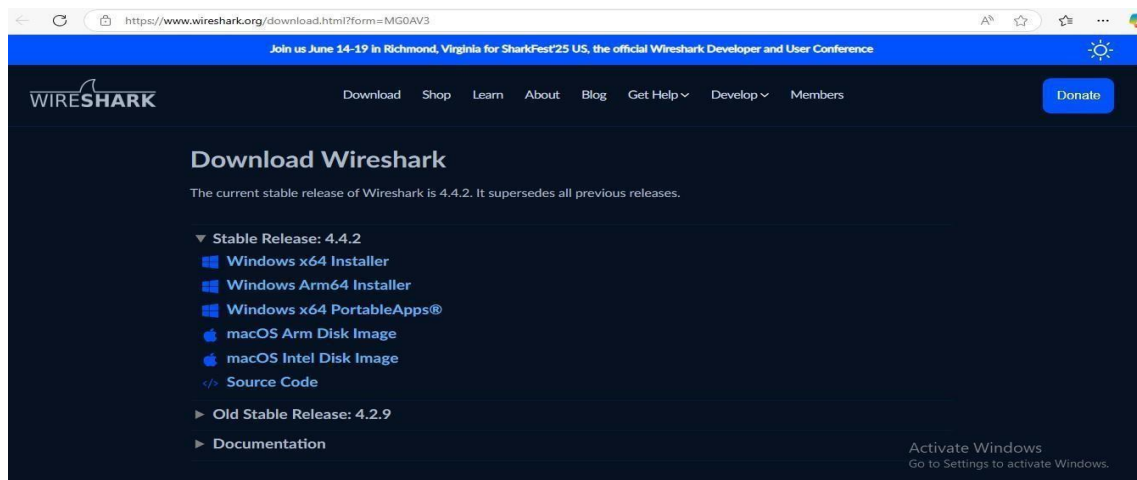 https://www.wireshark.org/download.html?form=MG0AV3
Join us June 14-19 in Richmond, Virginia for SharkFest'25 US, the official Wireshark Developer and User Conference
WIRESHARK
Download Shop Learn About Blog Get Help Develop Members
Donate
Download Wireshark
The current stable release of Wireshark is 4.4.2. It supersedes all previous releases.
▼ Stable Release: 4.4.2
Windows x64 Installer
Windows Arm64 Installer
Windows x64 PortableApps®
macOS Arm Disk Image
macOS Intel Disk Image
</> Source Code
► Old Stable Release: 4.2.9
► Documentation
Activate Windows
Go to Settings to activate Windows.